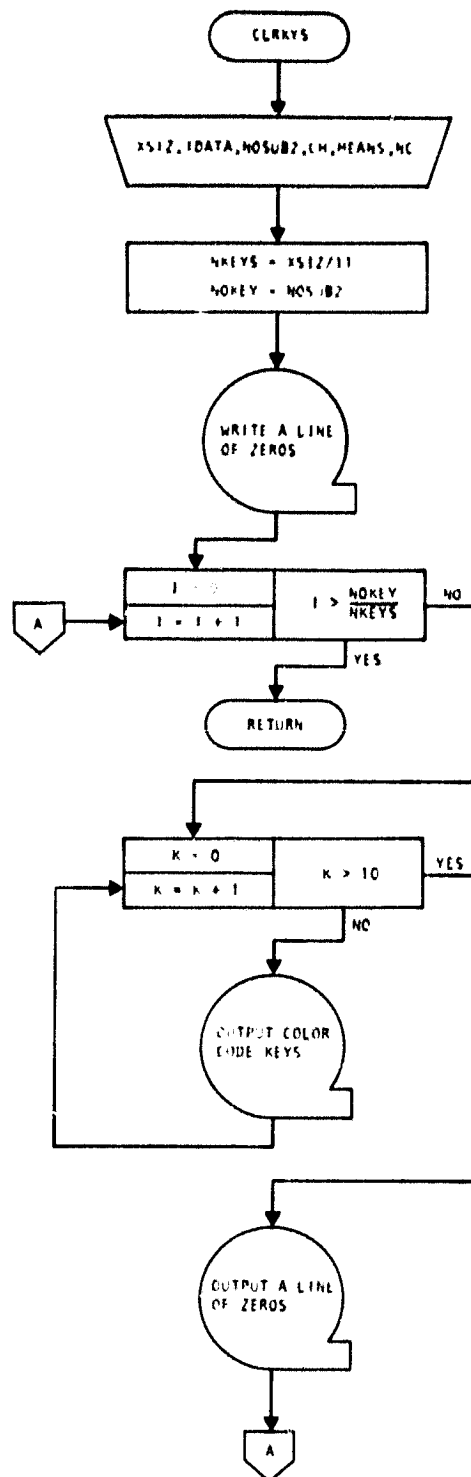 CLRKYS
XSIZ,IDATA,NOSUB2,CH,MEANS,NC
NKEYS = XSIZ/11
NOKEY = NOSUB2
WRITE A LINE
OF ZEROS
I = 0
I = I + 1
I > NOKEY
NKEYS
NO
A
YES
RETURN
K = 0
K = K + 1
K > 10
YES
NO
OUTPUT COLOR
CODE KEYS
OUTPUT A LINE
OF ZEROS
A